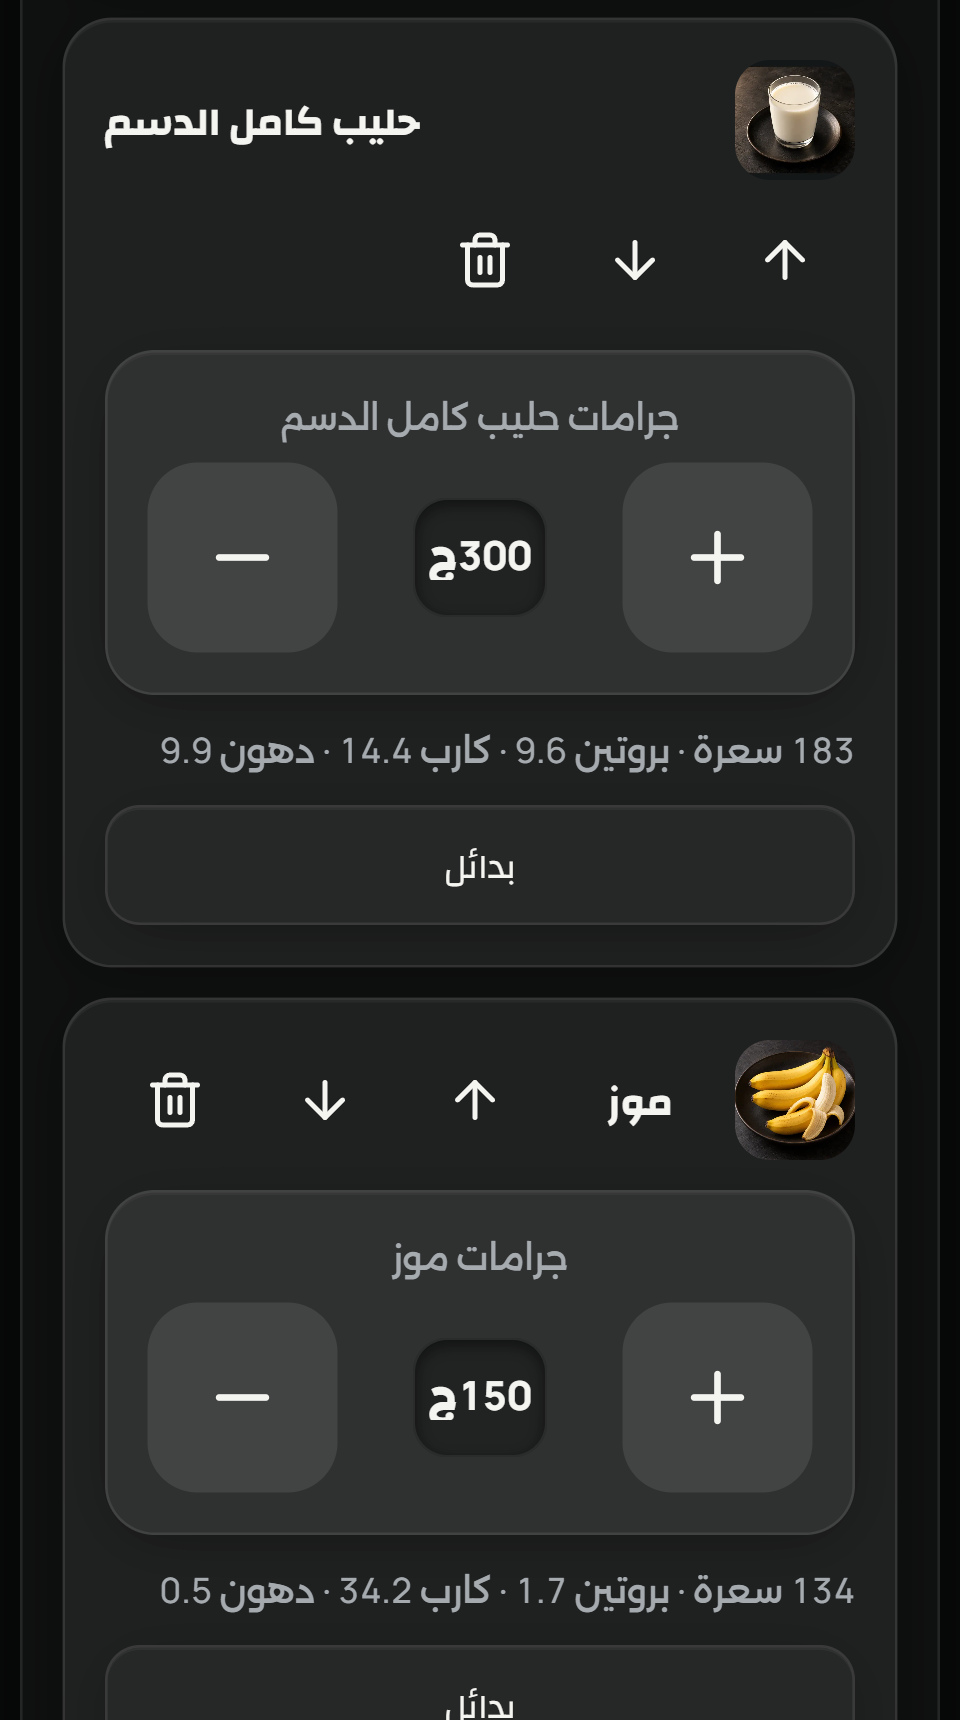 حليب كامل الدسم
جرامات حليب كامل الدسم
300ج
183 سعرة · بروتين 9.6 · كارب 14.4 · دهون 9.9
بدائل
موز
جرامات موز
150ج
134 سعرة · بروتين 1.7 · كارب 34.2 · دهون 0.5
بدائل